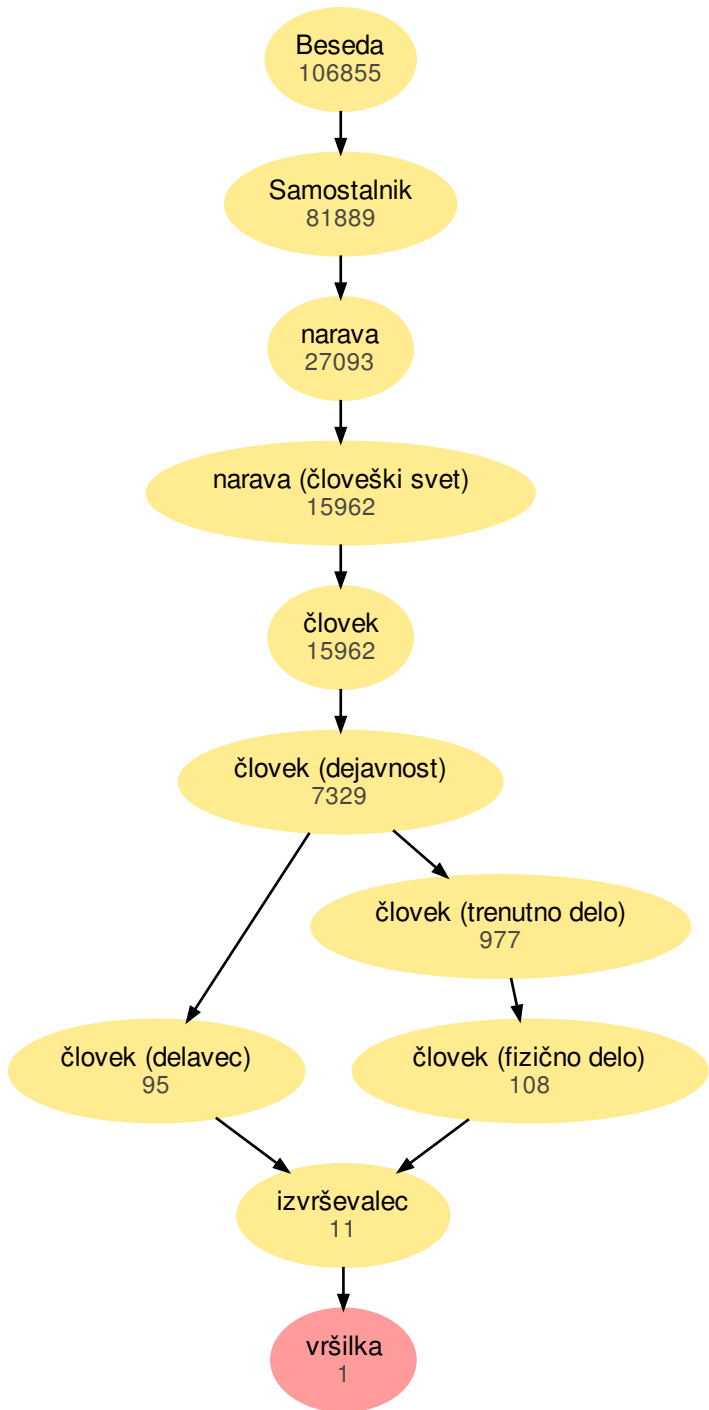 Beseda
106855
Samostalnik
81889
narava
27093
narava (človeški svet)
15962
človek
15962
človek (dejavnost)
7329
človek (trenutno delo)
977
človek (delavec)
95
človek (fizično delo)
108
izvrševalec
11
vršilka
1